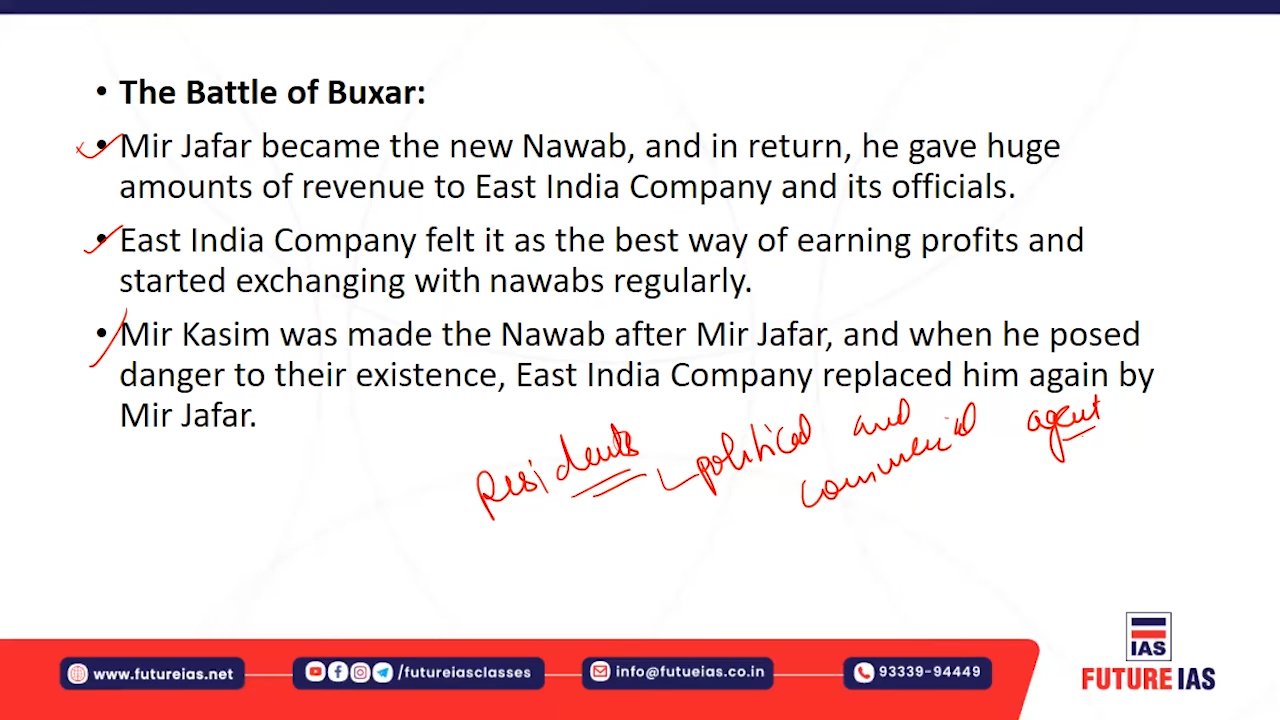 • The Battle of Buxar:
• Mir Jafar became the new Nawab, and in return, he gave huge
amounts of revenue to East India Company and its officials.
• East India Company felt it as the best way of earning profits and
started exchanging with nawabs regularly.
• Mir Kasim was made the Nawab after Mir Jafar, and when he posed
danger to their existence, East India Company replaced him again by
Mir Jafar.
Residents political and
commercial agent
IAS
FUTURE IAS
www.futureias.net
/futureiasclasses
info@futueias.co.in
93339-94449